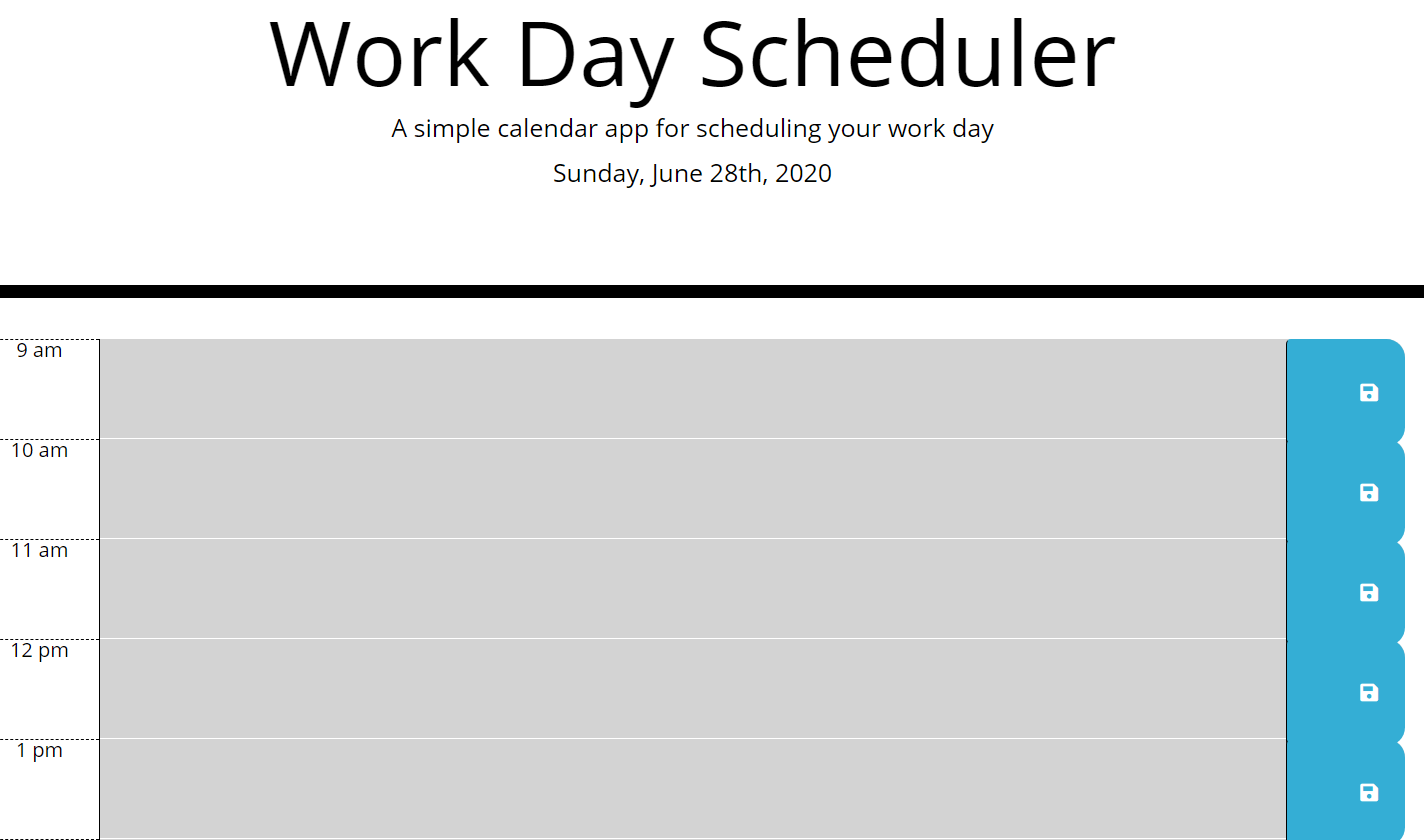 Work Day Scheduler
A simple calendar app for scheduling your work day
Sunday, June 28th, 2020
9 am
10 am
11 am
12 pm
1 pm